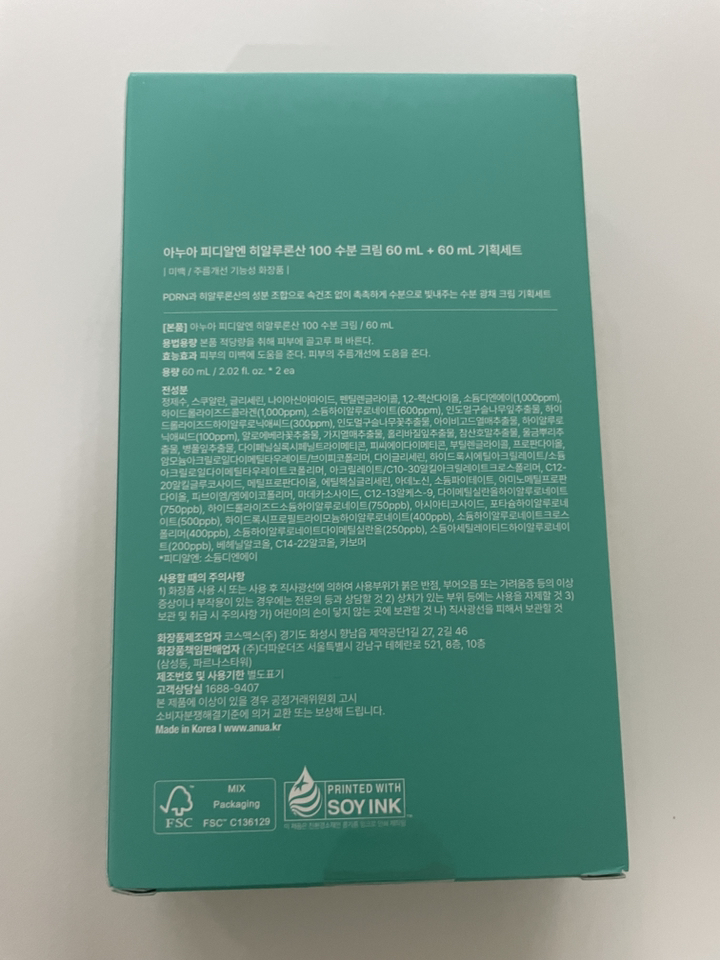 아누아 피디알엔 히알루론산 100 수분 크림 60 mL + 60 mL 기획세트
| 미백 / 주름개선 기능성 화장품 |
PDRN과 히알루론산의 성분 조합으로 속건조 없이 촉촉하게 수분으로 빛내주는 수분 광채 크림 기획세트
[본품] 아누아 피디알엔 히알루론산 100 수분 크림 / 60 mL
용법용량 본품 적당량을 취해 피부에 골고루 펴 바른다.
효능효과 피부의 미백에 도움을 준다. 피부의 주름개선에 도움을 준다.
용량 60 mL / 2.02 fl. oz. * 2 ea
전성분
정제수, 스쿠알란, 글리세린, 나이아신아마이드, 펜틸렌글라이콜, 1,2-헥산다이올, 소듐디엔에이(1,000ppm),
하이드롤라이즈드콜라겐(1,000ppm), 소듐하이알루로네이트(600ppm), 인도멀구슬나무잎추출물, 하이
드롤라이즈드하이알루로닉애씨드(300ppm), 인도멀구슬나무꽃추출물, 아이비고드열매추출물, 하이알루로
닉애씨드(100ppm), 알로에베라꽃추출물, 가지열매추출물, 홀리바질잎추출물, 참산호말추출물, 울금뿌리추
출물, 병풀잎추출물, 다이페닐실록시페닐트라이메티콘, 피씨에이다이메티콘, 부틸렌글라이콜, 프로판다이올,
암모늄아크릴로일다이메틸타우레이트/브이피코폴리머, 다이글리세린, 하이드록시에틸아크릴레이트/소듐
아크릴로일다이메틸타우레이트코폴리머, 아크릴레이트/C10-30알킬아크릴레이트크로스폴리머, C12-
20알킬글루코사이드, 메틸프로판다이올, 에틸헥실글리세린, 아데노신, 소듐파이테이트, 아미노메틸프로판
다이올, 피브이엠/엠에이코폴리머, 마데카소사이드, C12-13알케스-9, 다이메틸실란올하이알루로네이트
(750ppb), 하이드롤라이즈드소듐하이알루로네이트(750ppb), 아시아티코사이드, 포타슘하이알루로네
이트(500ppb), 하이드록시프로필트라이모늄하이알루로네이트(400ppb), 소듐하이알루로네이트크로스
폴리머(400ppb), 소듐하이알루로네이트다이메틸실란올(250ppb), 소듐아세틸레이티드하이알루로네이
트(200ppb), 베헤닐알코올, C14-22알코올, 카보머
*피디알엔: 소듐디엔에이
사용할 때의 주의사항
1) 화장품 사용 시 또는 사용 후 직사광선에 의하여 사용부위가 붉은 반점, 부어오름 또는 가려움증 등의 이상
증상이나 부작용이 있는 경우에는 전문의 등과 상담할 것 2) 상처가 있는 부위 등에는 사용을 자제할 것 3)
보관 및 취급 시 주의사항 가) 어린이의 손이 닿지 않는 곳에 보관할 것 나) 직사광선을 피해서 보관할 것
화장품제조업자 코스맥스(주) 경기도 화성시 향남읍 제약공단1길 27, 2길 46
화장품책임판매업자 (주)더파운더즈 서울특별시 강남구 테헤란로 521, 8층, 10층
(삼성동, 파르나스타워)
제조번호 및 사용기한 별도표기
고객상담실 1688-9407
본 제품에 이상이 있을 경우 공정거래위원회 고시
소비자분쟁해결기준에 의거 교환 또는 보상해 드립니다.
Made in Korea | www.anua.kr
FSC
MIX
Packaging
FSC™ C136129
PRINTED WITH
SOY INK™